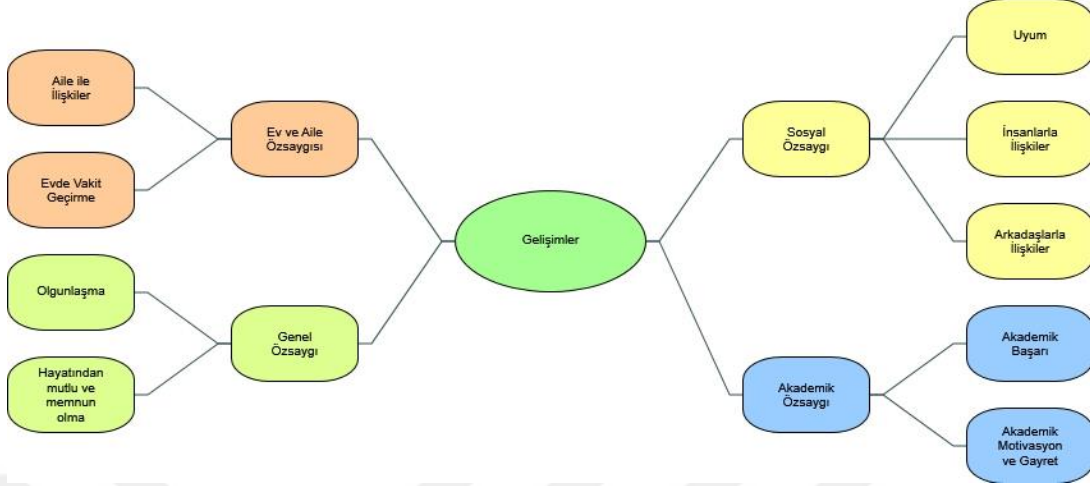 Aile ile
İlişkiler
Evde Vakit
Geçirme
Ev ve Aile
Özsaygısı
Olgunlaşma
Hayatından
mutlu ve
memnun
olma
Genel
Özsaygı
Gelişimler
Sosyal
Özsaygı
Uyum
İnsanlarla
İlişkiler
Arkadaşlarla
İlişkiler
Akademik
Özsaygı
Akademik
Başarı
Akademik
Motivasyon
ve Gayret